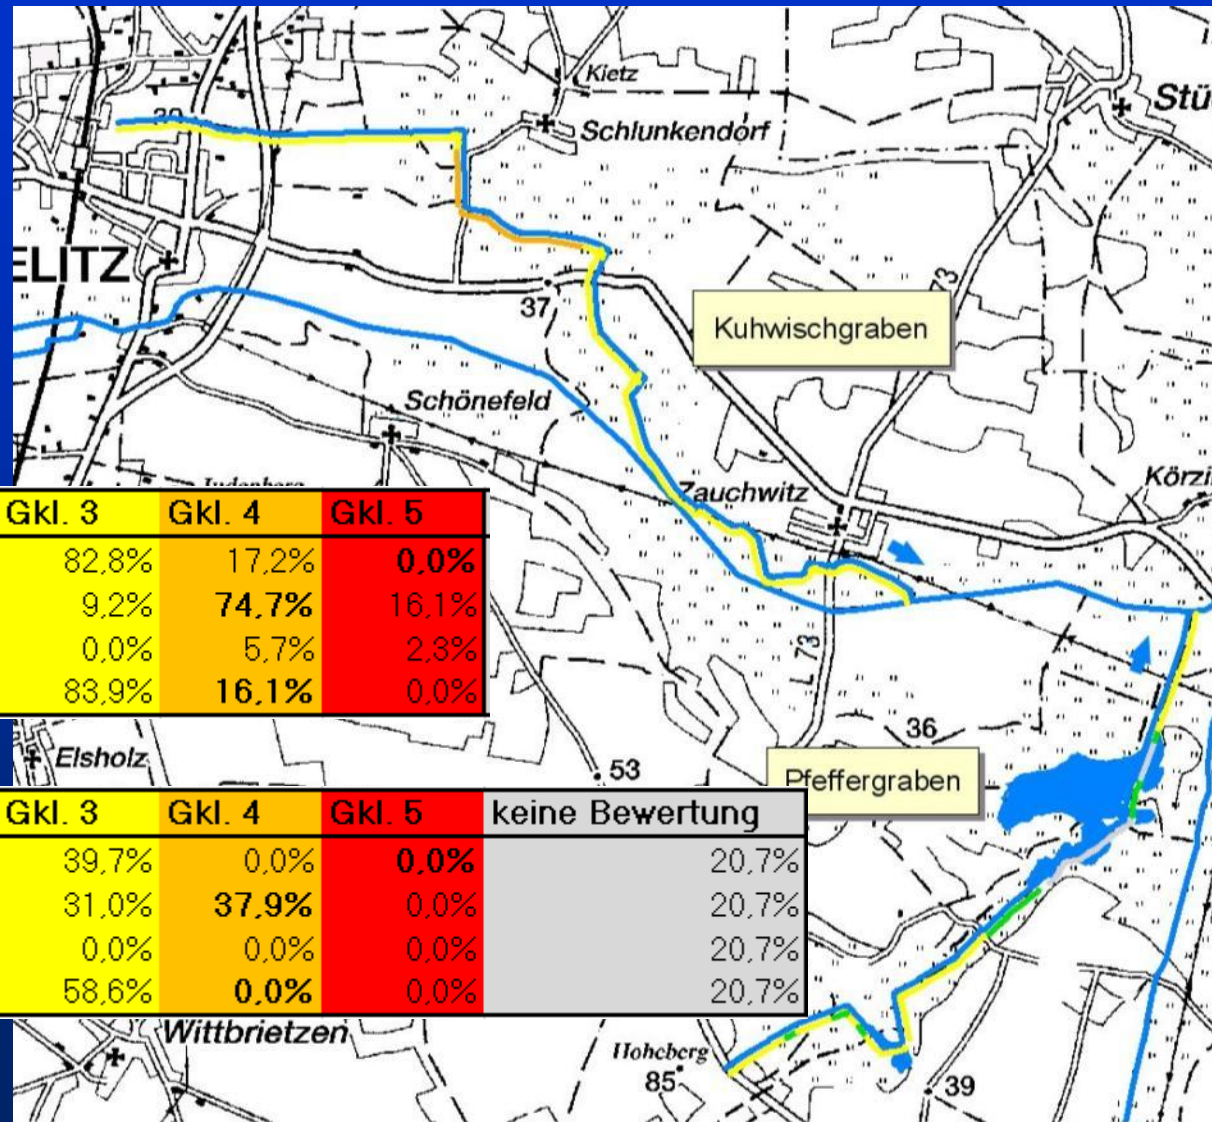 Kietz
39
Schlunkendorf
Stü
ELITZ
73
37
Kuhwischgraben
Schönefeld
Zauchwitz
Körzi
Gkl. 3 Gkl. 4 Gkl. 5
82,8% 17,2% 0,0%
9,2% 74,7% 16,1%
0,0% 5,7% 2,3%
83,9% 16,1% 0,0%
L 73
36
Elsholz
53
Pfeffergraben
Gkl. 3 Gkl. 4 Gkl. 5 keine Bewertung
39,7% 0,0% 0,0% 20,7%
31,0% 37,9% 0,0% 20,7%
0,0% 0,0% 0,0% 20,7%
58,6% 0,0% 0,0% 20,7%
Wittbrietzen
Hoheberg
85
39